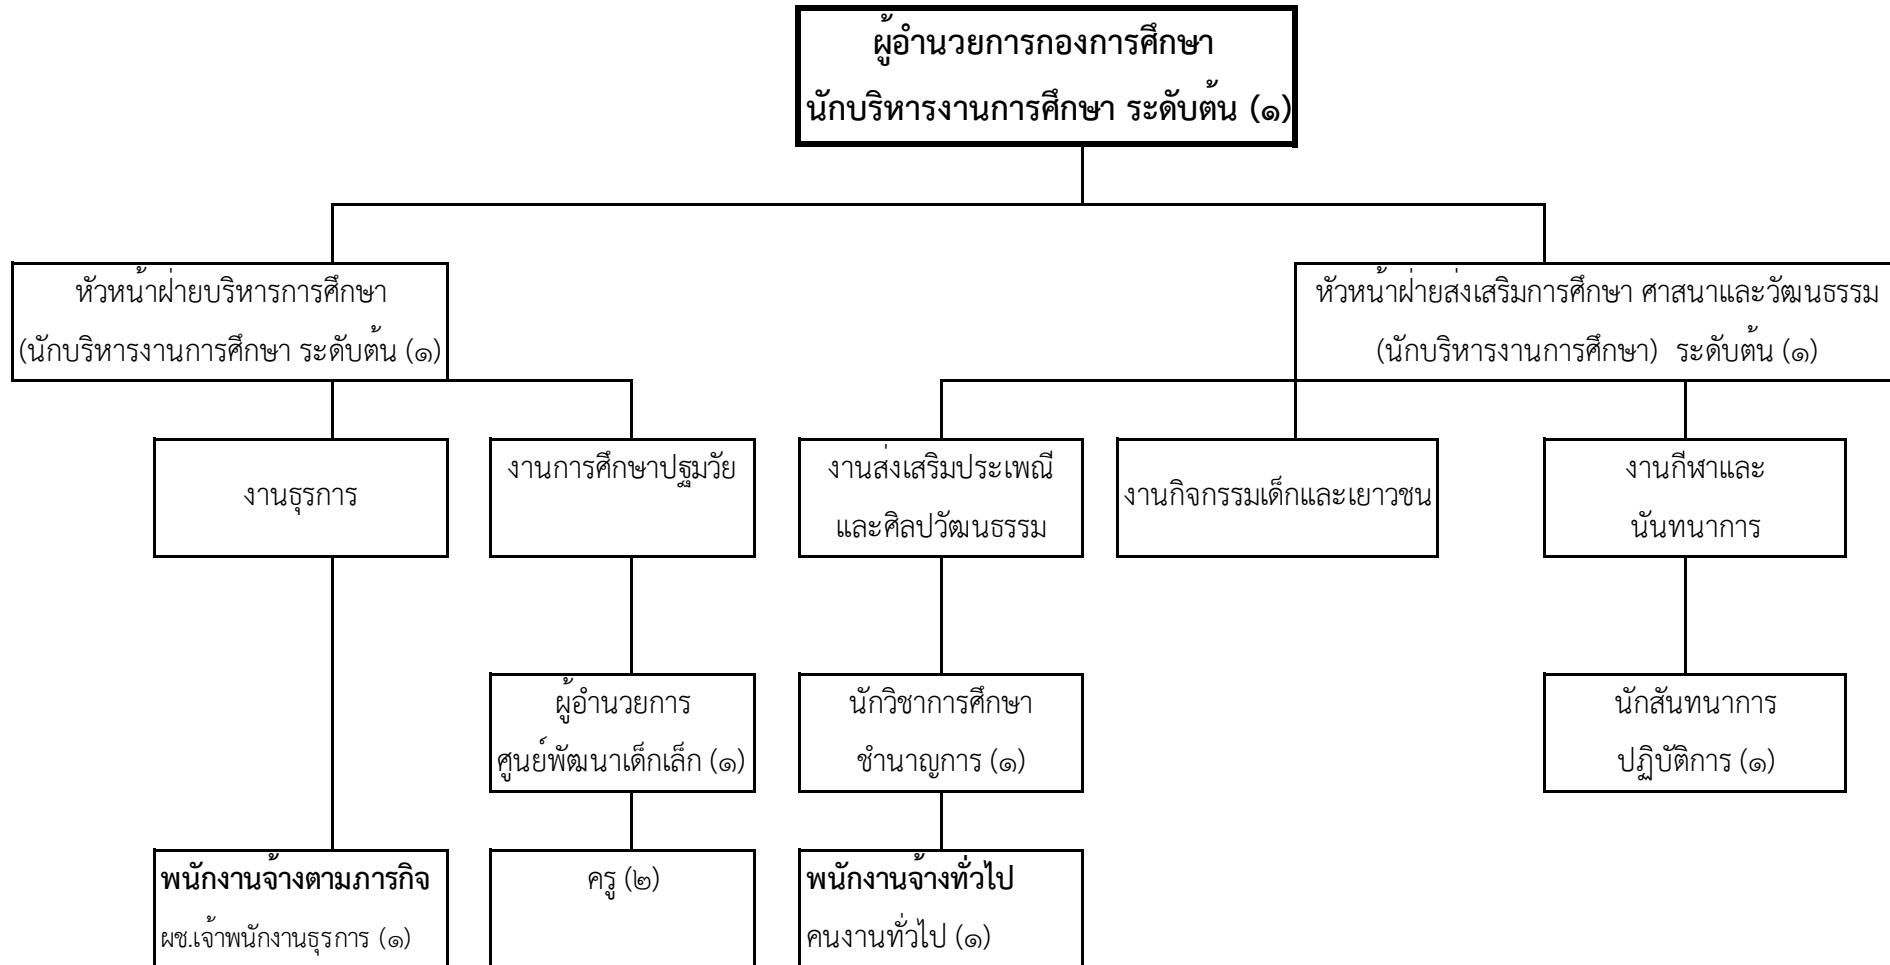 ผู้อำนวยการกองการศึกษา
นักบริหารงานการศึกษา ระดับต้น (๑)
หัวหน้าฝ่ายบริหารการศึกษา
(นักบริหารงานการศึกษา ระดับต้น (๑)
หัวหน้าฝ่ายส่งเสริมการศึกษา ศาสนาและวัฒนธรรม
(นักบริหารงานการศึกษา) ระดับต้น (๑)
งานธุรการ
งานการศึกษาปฐมวัย
งานส่งเสริมประเพณี
และศิลปวัฒนธรรม
งานกิจกรรมเด็กและเยาวชน
งานกีฬาและ
นันทนาการ
ผู้อำนวยการ
ศูนย์พัฒนาเด็กเล็ก (๑)
นักวิชาการศึกษา
ชำนาญการ (๑)
นักสันทนาการ
ปฏิบัติการ (๑)
พนักงานจ้างตามภารกิจ
ผช.เจ้าพนักงานธุรการ (๑)
ครู (๒)
พนักงานจ้างทั่วไป
คนงานทั่วไป (๑)